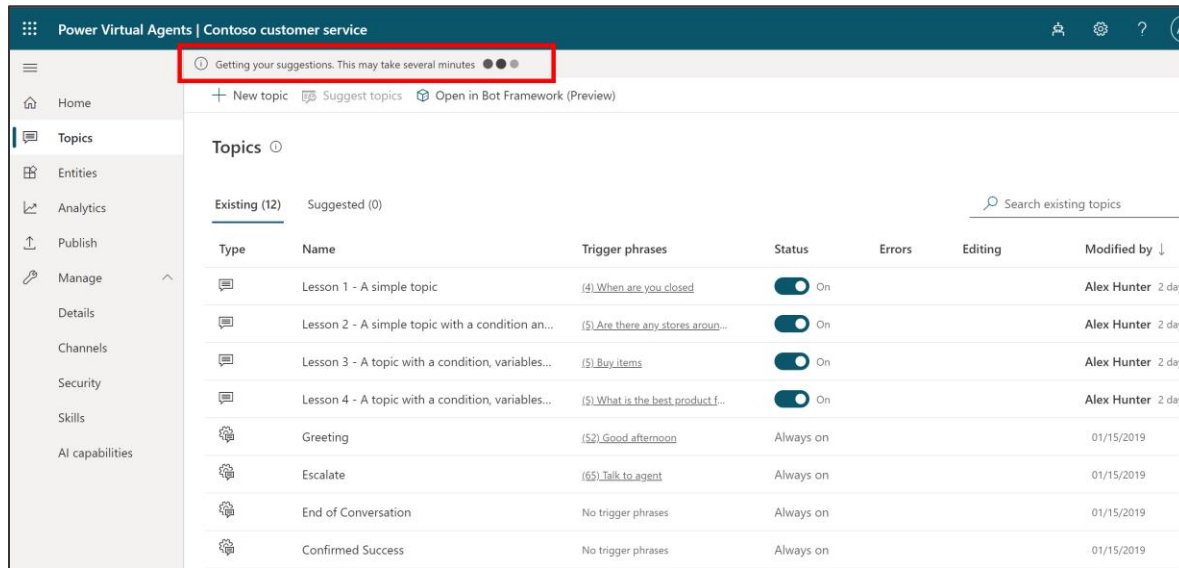 Power Virtual Agents | Contoso customer service
?
Getting your suggestions. This may take several minutes
+ New topic Suggest topics Open in Bot Framework (Preview)
Home
Topics
Entities
Analytics
Publish
Manage
Details
Channels
Security
Skills
AI capabilities
Topics
Existing (12) Suggested (0) Search existing topics
Type Name Trigger phrases Status Errors Editing Modified by ↓
Lesson 1 - A simple topic (4) When are you closed On Alex Hunter 2
Lesson 2 - A simple topic with a condition an... (5) Are there any stores aroun... On Alex Hunter 2
Lesson 3 - A topic with a condition, variables... (5) Buy items On Alex Hunter 2
Lesson 4 - A topic with a condition, variables... (5) What is the best product f... On Alex Hunter 2
Greeting (52) Good afternoon Always on 01/15/2019
Escalate (65) Talk to agent Always on 01/15/2019
End of Conversation No trigger phrases Always on 01/15/2019
Confirmed Success No trigger phrases Always on 01/15/2019